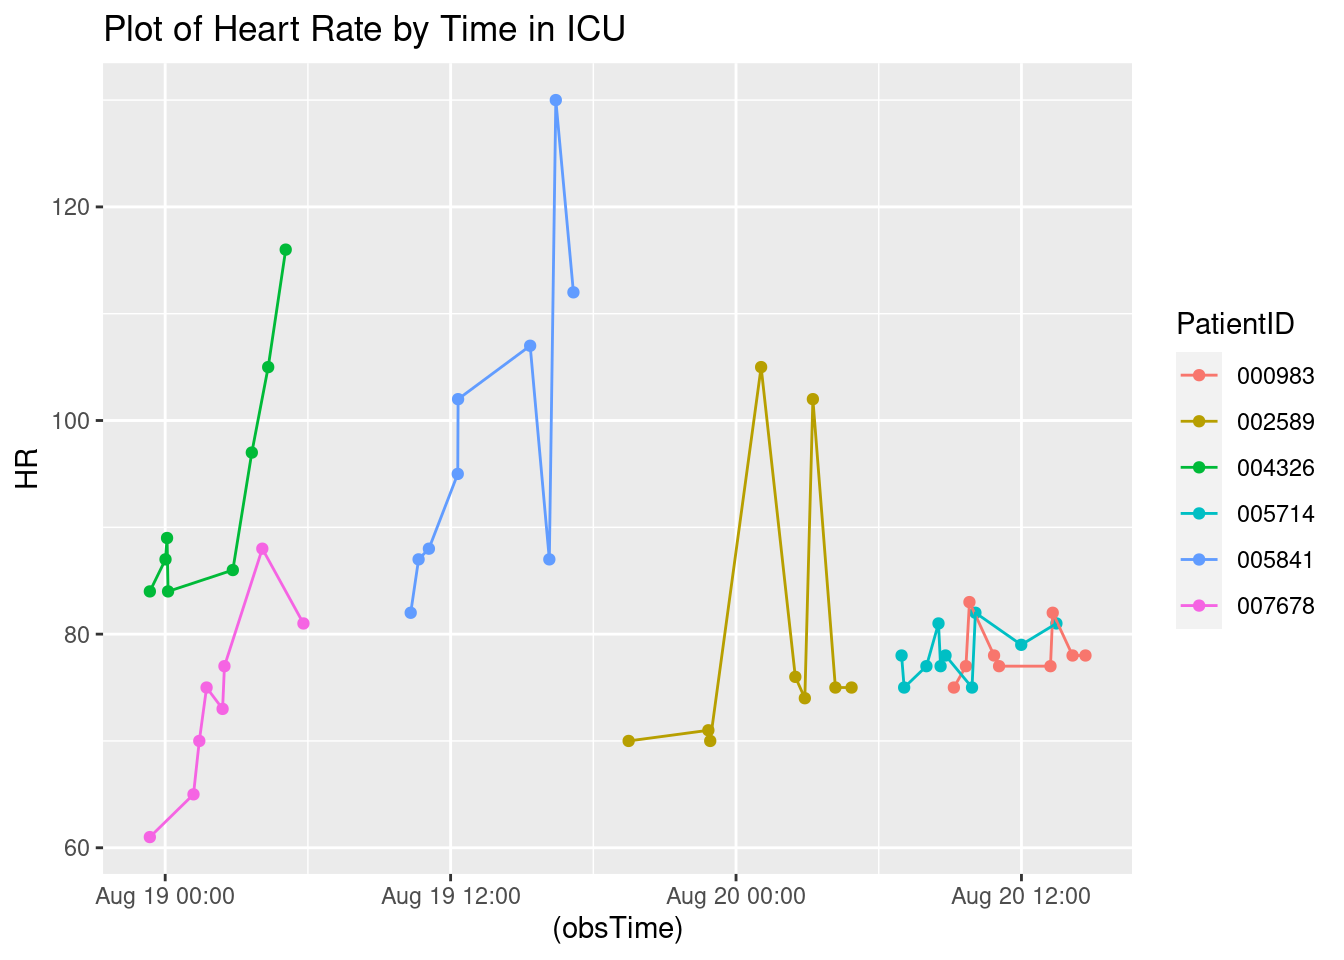 Plot of Heart Rate by Time in ICU
HR
120
100
80
60
Aug 19 00:00
Aug 19 12:00
Aug 20 00:00
Aug 20 12:00
(obsTime)
PatientID
000983
002589
004326
005714
005841
007678